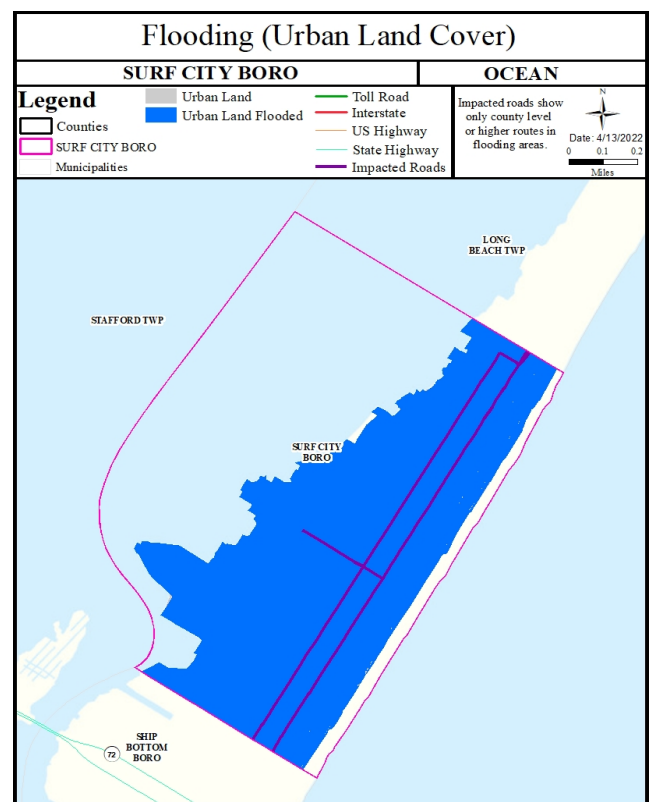 Flooding (Urban Land Cover)
SURF CITY BORO
OCEAN
Legend
Counties
SURF CITY BORO
Municipalities
Urban Land
Urban Land Flooded
Toll Road
Interstate
US Highway
State Highway
Impacted Roads
Impacted roads show
only county level
or higher routes in
flooding areas.
N
Date: 4/13/2022
0 0.1 0.2
Miles
LONG
BEACH TWP
STAFFORD TWP
SURF CITY
BORO
SHIP
BOTTOM
BORO
72